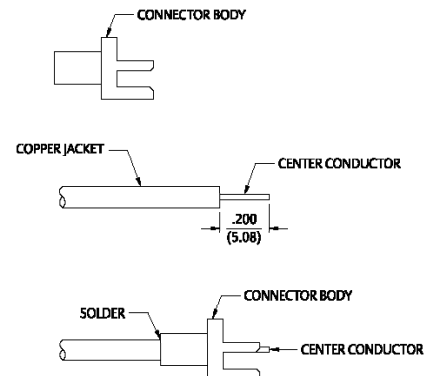 CONNECTOR BODY
COPPER JACKET
CENTER CONDUCTOR
.200
(5.08)
CONNECTOR BODY
SOLDER
CENTER CONDUCTOR